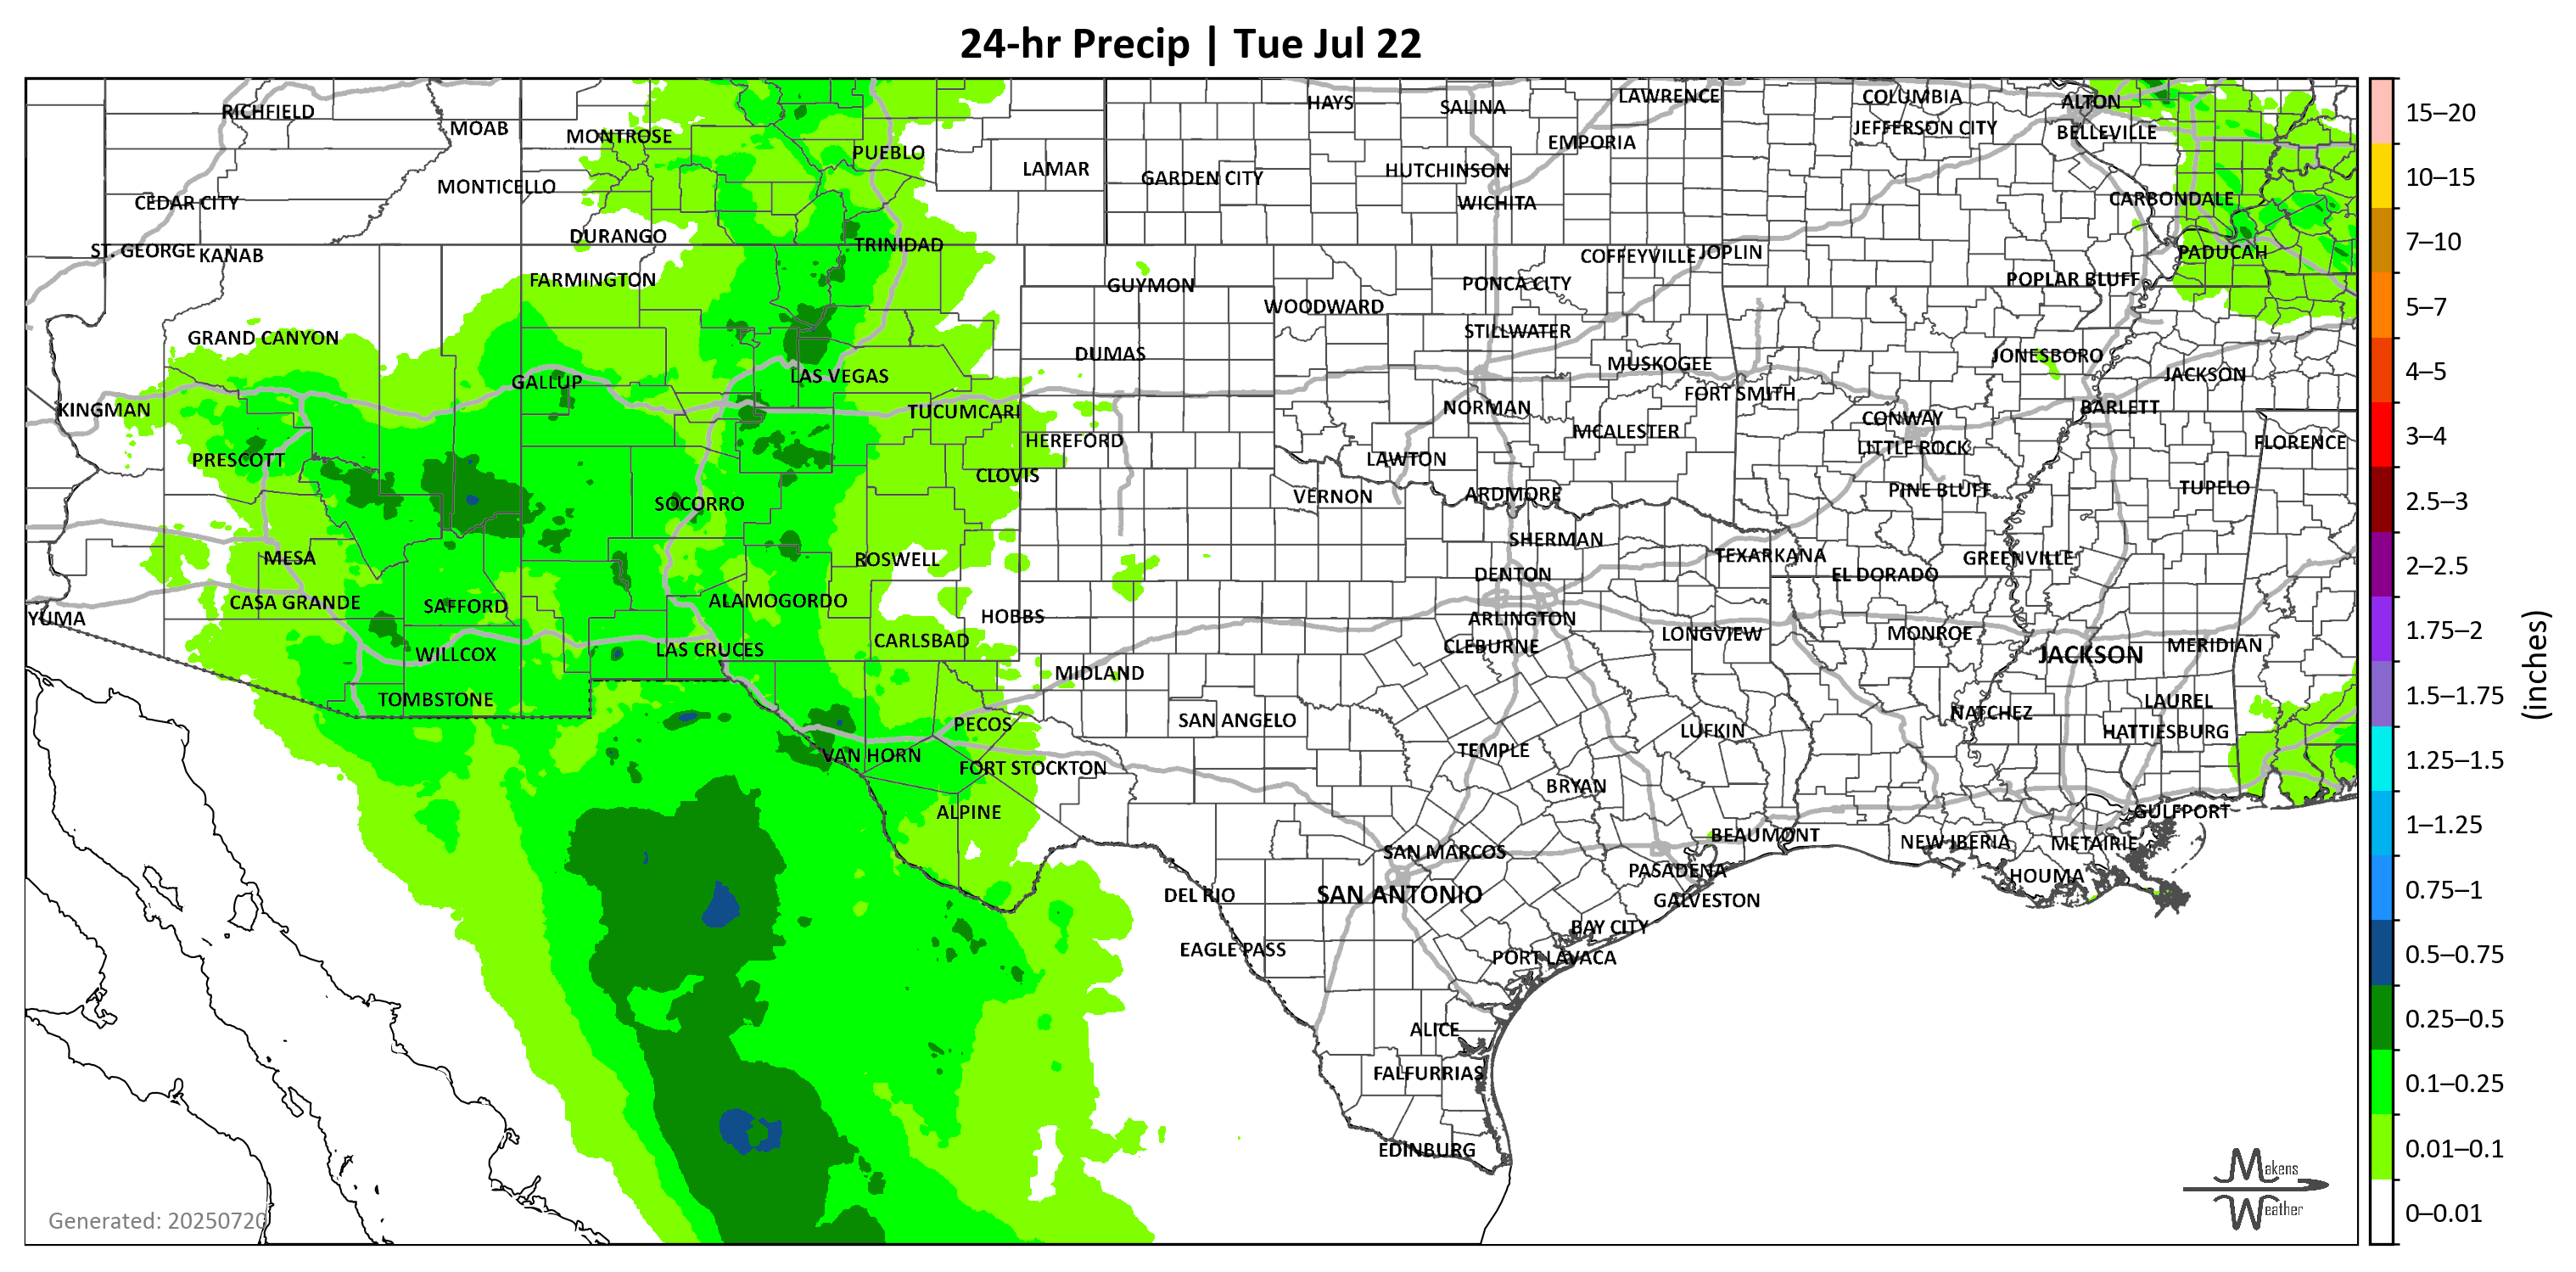 24-hr Precip | Tue Jul 22
RICHFIELD
MOAB
MONTROSE
PUEBLO
LAMAR
HAYS
SALINA
LAWRENCE
EMPORIA
COLUMBIA
JEFFERSON CITY
ALTON
BELLEVILLE
MONTICELLO
CEDAR CITY
GARDEN CITY
HUTCHINSON
WICHITA
CARBONDALE
ST. GEORGE
KANAB
DURANGO
TRINIDAD
COFFEYVILLE
JOPLIN
PADUCAH
FARMINGTON
GUYMON
WOODWARD
PONCA CITY
POPLAR BLUFF
GRAND CANYON
DUMAS
STILLWATER
MUSKOGEE
JONESBORO
JACKSON
GALLUP
LAS VEGAS
KINGMAN
TUCUMCARI
NORMAN
FORT SMITH
CONWAY
BARLETT
PRESCOTT
HEREFORD
MCALESTER
LITTLE ROCK
FLORENCE
CLOVIS
LAWTON
SOCORRO
VERNON
ARDMORE
PINE BLUFF
TUPELO
MESA
ROSWELL
SHERMAN
TEXARKANA
GREENVILLE
DENTON
EL DORADO
YUMA
CASA GRANDE
SAFFORD
ALAMOGORDO
HOBBS
ARLINGTON
CLEBURNE
LONGVIEW
MONROE
JACKSON
MERIDIAN
WILLCOX
LAS CRUCES
CARLSBAD
MIDLAND
TOMBSTONE
PECOS
SAN ANGELO
LUFKIN
NATCHEZ
LAUREL
HATTIESBURG
VAN HORN
FORT STOCKTON
TEMPLE
BRYAN
ALPINE
BEAUMONT
GULFPORT
SAN MARCOS
NEW IBERIA
METAIRIE
PASADENA
HOUMA
DEL RIO
SAN ANTONIO
GALVESTON
EAGLE PASS
BAY CITY
PORT LAVACA
ALICE
FALFURRIAS
EDINBURG
Generated: 20250720
Makens
Weather
15–20
10–15
7–10
5–7
4–5
3–4
2.5–3
2–2.5
1.75–2
1.5–1.75
1.25–1.5
1–1.25
0.75–1
0.5–0.75
0.25–0.5
0.1–0.25
0.01–0.1
0–0.01
(inches)